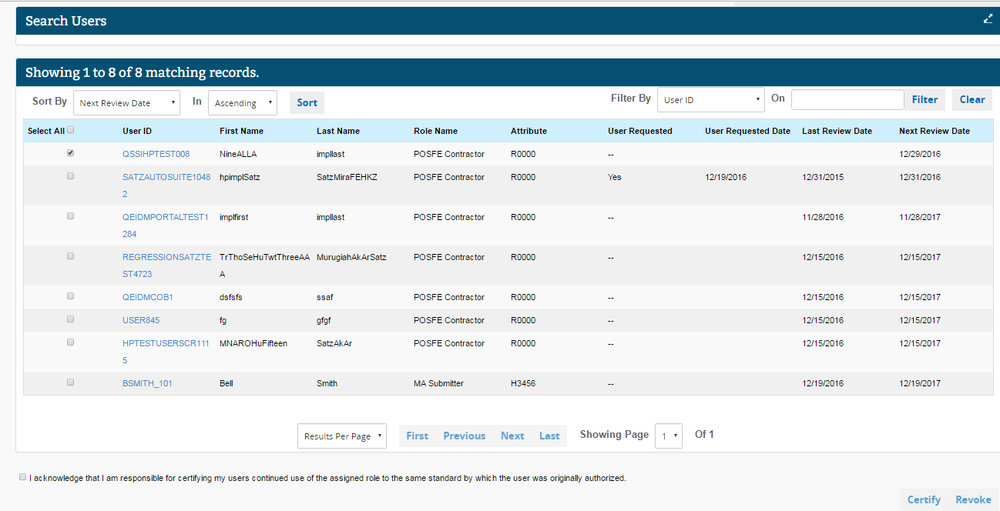 Search Users
Showing 1 to 8 of 8 matching records.
Sort By Next Review Date In Ascending Sort Filter By User ID On Filter Clear
Select All User ID First Name Last Name Role Name Attribute User Requested User Requested Date Last Review Date Next Review Date
QSSIHPTEST008 NineALLA impllast POSFE Contractor R0000 -- 12/29/2016
SATZAUTOSUITE1048 hpimplSatz SatzMiraFEHKZ POSFE Contractor R0000 Yes 12/19/2016 12/31/2015 12/31/2016
2
QEIDMPORTALTEST1 implfirst impllast POSFE Contractor R0000 -- 11/28/2016 11/28/2017
284
REGRESSIONSATZTE TrThoSeHuTwtThreeAA MurugiahAkArSatz POSFE Contractor R0000 -- 12/15/2016 12/15/2017
ST4723 A
QEIDMCOB1 dsfsfs ssaf POSFE Contractor R0000 -- 12/15/2016 12/15/2017
USER845 fg gfgf POSFE Contractor R0000 -- 12/15/2016 12/15/2017
HPTESTUSERSCR111 MNAROHuFifteen SatzAkAr POSFE Contractor R0000 -- 12/15/2016 12/15/2017
5
BSMITH_101 Bell Smith MA Submitter H3456 -- 12/19/2016 12/19/2017
Results Per Page First Previous Next Last Showing Page 1 Of 1
I acknowledge that I am responsible for certifying my users continued use of the assigned role to the same standard by which the user was originally authorized.
Certify Revoke